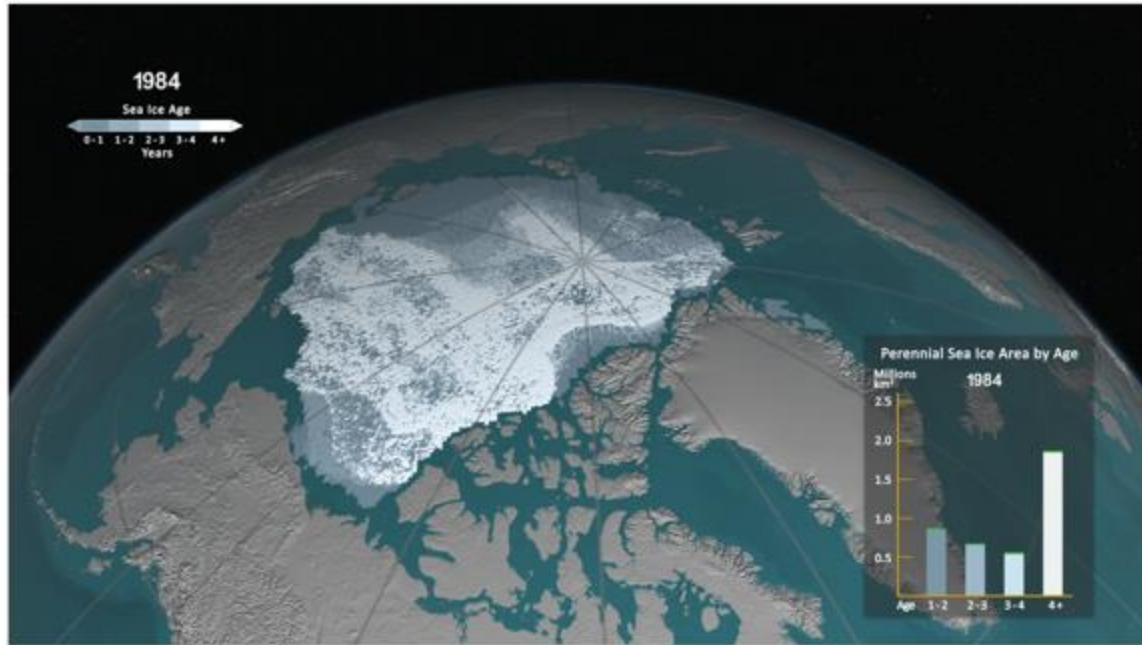 1984
Sea Ice Age
0-1 1-2 2-3 3-4 4+
Years
Perennial Sea Ice Area by Age
Millions
km²
1984
2.5
2.0
1.5
1.0
0.5
Age 1-2 2-3 3-4 4+